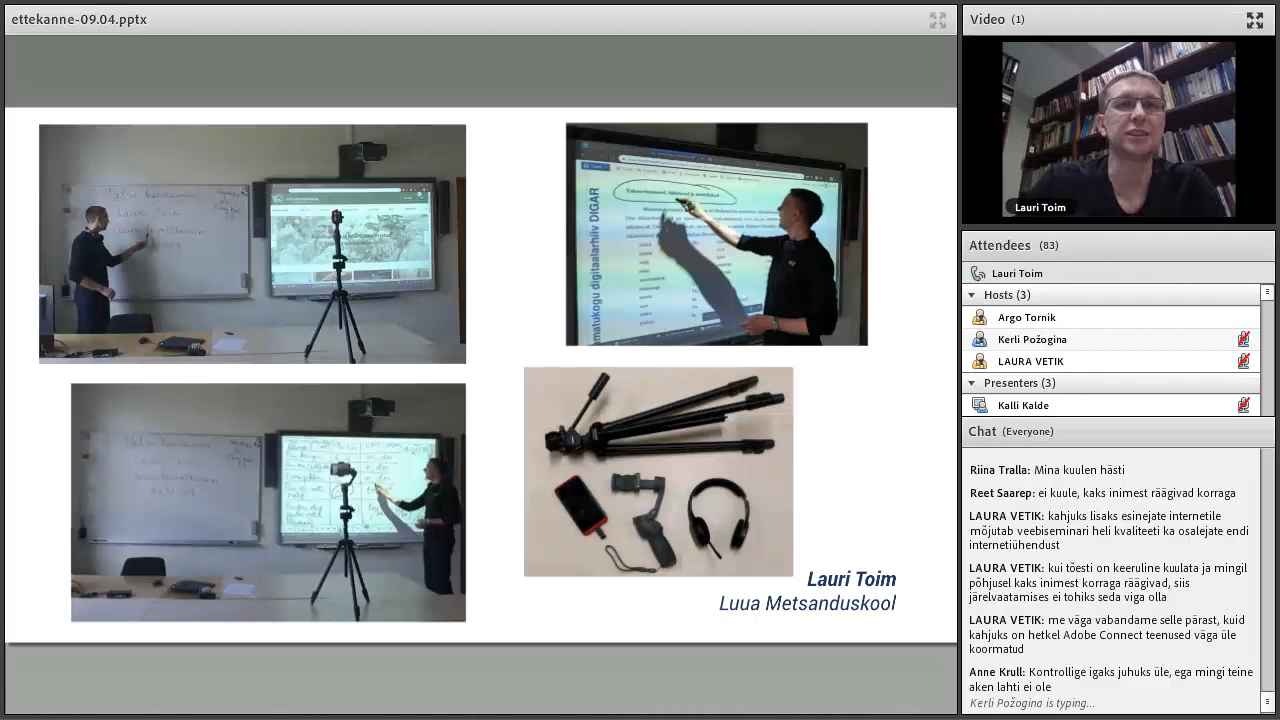 ettekanne-09.04.pptx
Lauri Toim
Luua Metsanduskool
Video (1)
Lauri Toim
Attendees (83)
Lauri Toim
Hosts (3)
Argo Tornik
Kerli Požogina
LAURA VETIK
Presenters (3)
Kalli Kalde
Chat (Everyone)
Riina Tralla: Mina kuulen hästi
Reet Saarep: ei kuule, kaks inimest räägivad korraga
LAURA VETIK: kahjuks lisaks esinejate internetile
mõjutab veebiseminari heli kvaliteeti ka osalejate endi
internetiühendust
LAURA VETIK: kui tõesti on keeruline kuulata ja mingil
põhjusel kaks inimest korraga räägivad, siis
järelvaatamises ei tohiks seda viga olla
LAURA VETIK: me väga vabandame selle pärast, kuid
kahjuks on hetkel Adobe Connect teenused väga üle
koormatud
Anne Krull: Kontrollige igaks juhuks üle, ega mingi teine
aken lahti ei ole
Kerli Požogina is typing...